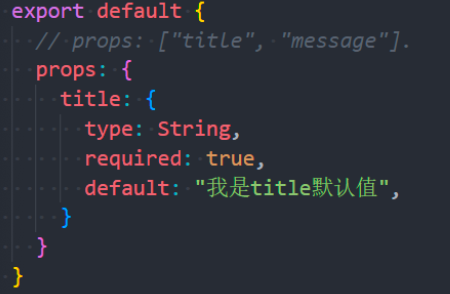 export default {
// props: ["title", "message"].
props: {
title: {
type: String,
required: true,
default: "我是title默认值",
}
}
}